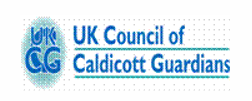 UK
CG
UK Council of
Caldicott Guardians